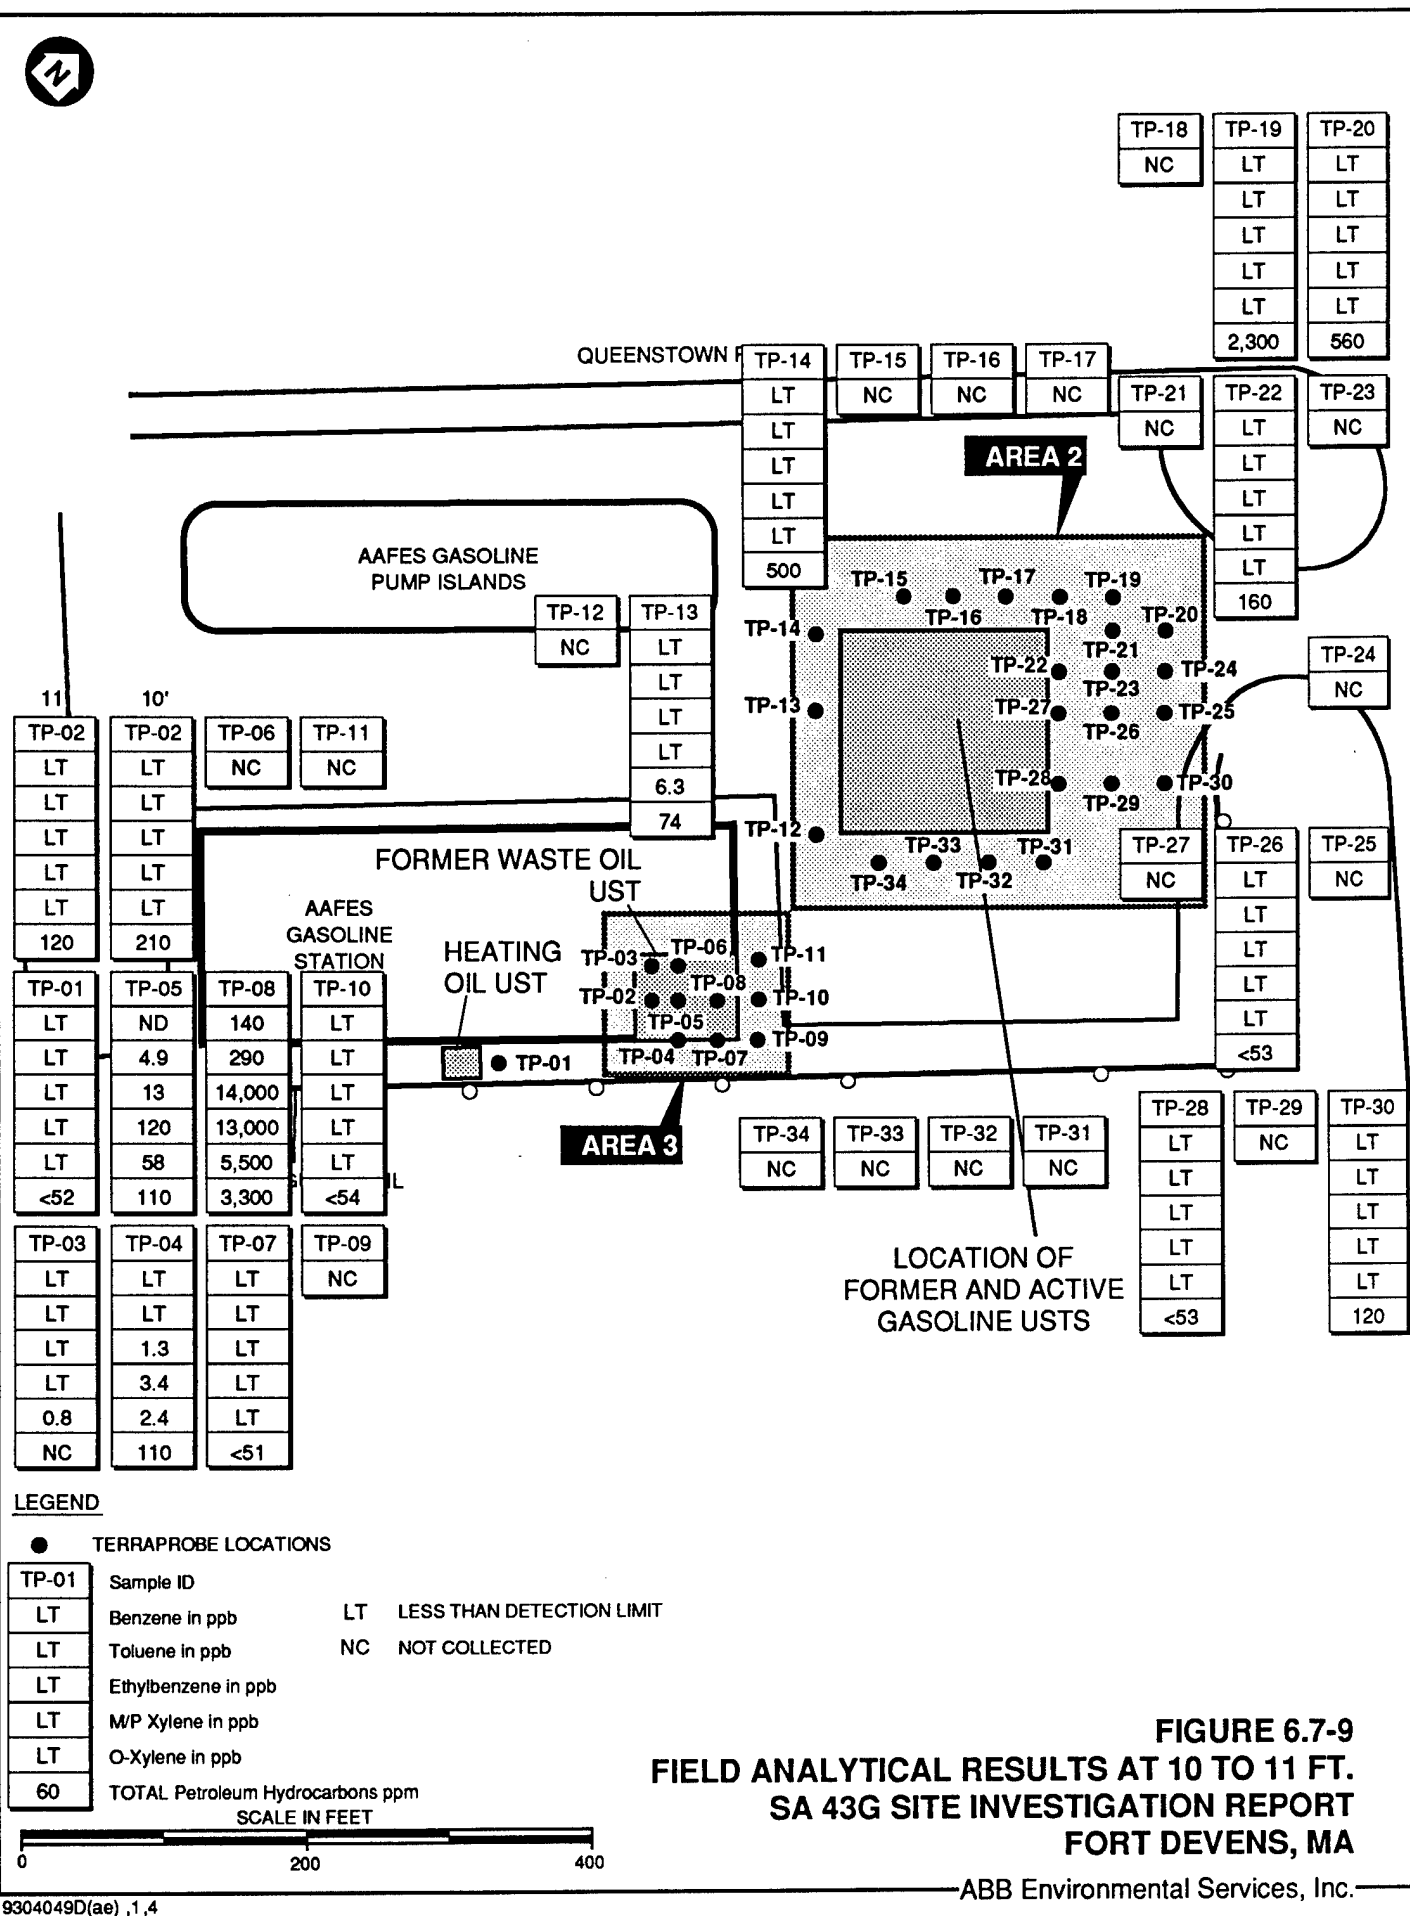 N
TP-18
NC
TP-19
LT
LT
LT
LT
LT
2,300
TP-20
LT
LT
LT
LT
LT
560
QUEENSTOWN
TP-14
LT
LT
LT
LT
LT
500
TP-15
NC
TP-16
NC
TP-17
NC
TP-21
NC
TP-22
LT
LT
LT
LT
LT
160
TP-23
NC
AREA 2
AAFES GASOLINE
PUMP ISLANDS
TP-12
NC
TP-13
LT
LT
LT
LT
6.3
74
TP-15
TP-17
TP-19
TP-16
TP-18
TP-20
TP-14
TP-21
TP-22
TP-24
TP-23
TP-13
TP-27
TP-25
TP-26
TP-28
TP-30
TP-29
TP-12
TP-33
TP-31
TP-34
TP-32
TP-24
NC
11
TP-02
LT
LT
LT
LT
LT
120
10'
TP-02
LT
LT
LT
LT
LT
210
TP-06
NC
TP-11
NC
TP-27
NC
TP-26
LT
LT
LT
LT
LT
<53
TP-25
NC
FORMER WASTE OIL
UST
AAFES
GASOLINE
STATION
HEATING
OIL UST
TP-03
TP-06
TP-11
TP-08
TP-02
TP-10
TP-05
TP-09
TP-04
TP-07
TP-01
TP-01
LT
LT
LT
LT
LT
<52
TP-05
ND
4.9
13
120
58
110
TP-08
140
290
14,000
13,000
5,500
3,300
TP-10
LT
LT
LT
LT
LT
<54
IL
AREA 3
TP-34
NC
TP-33
NC
TP-32
NC
TP-31
NC
TP-28
LT
LT
LT
LT
LT
<53
TP-29
NC
TP-30
LT
LT
LT
LT
LT
120
TP-03
LT
LT
LT
LT
0.8
NC
TP-04
LT
LT
1.3
3.4
2.4
110
TP-07
LT
LT
LT
LT
LT
<51
TP-09
NC
LOCATION OF
FORMER AND ACTIVE
GASOLINE USTS
LEGEND
TERRAPROBE LOCATIONS
TP-01 Sample ID
LT Benzene in ppb LT LESS THAN DETECTION LIMIT
LT Toluene in ppb NC NOT COLLECTED
LT Ethylbenzene in ppb
LT M/P Xylene in ppb
LT O-Xylene in ppb
60 TOTAL Petroleum Hydrocarbons ppm
SCALE IN FEET
0 200 400
FIGURE 6.7-9
FIELD ANALYTICAL RESULTS AT 10 TO 11 FT.
SA 43G SITE INVESTIGATION REPORT
FORT DEVENS, MA
ABB Environmental Services, Inc.
9304049D(ae) ,1,4